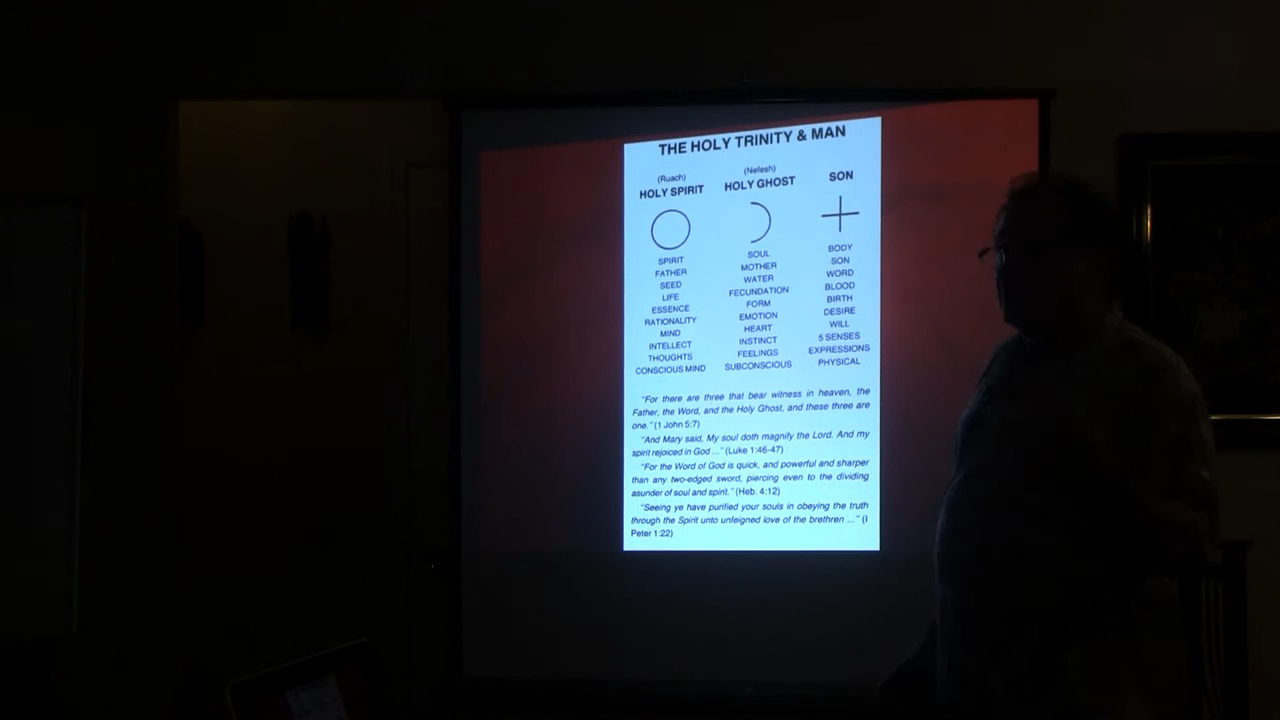 THE HOLY TRINITY & MAN
(Ruach)
HOLY SPIRIT
SPIRIT
FATHER
SEED
LIFE
ESSENCE
RATIONALITY
MIND
INTELLECT
THOUGHTS
CONSCIOUS MIND
(Nefesh)
HOLY GHOST
SOUL
MOTHER
WATER
FECUNDATION
FORM
EMOTION
HEART
INSTINCT
FEELINGS
SUBCONSCIOUS
SON
BODY
SON
WORD
BLOOD
BIRTH
DESIRE
WILL
5 SENSES
EXPRESSIONS
PHYSICAL
"For there are three that bear witness in heaven, the
Father, the Word, and the Holy Ghost, and these three are
one." (1 John 5:7)
"And Mary said, My soul doth magnify the Lord. And my
spirit rejoiced in God ..." (Luke 1:46-47)
"For the Word of God is quick, and powerful and sharper
than any two-edged sword, piercing even to the dividing
asunder of soul and spirit." (Heb. 4:12)
"Seeing ye have purified your souls in obeying the truth
through the Spirit unto unfeigned love of the brethren ..." (I
Peter 1:22)